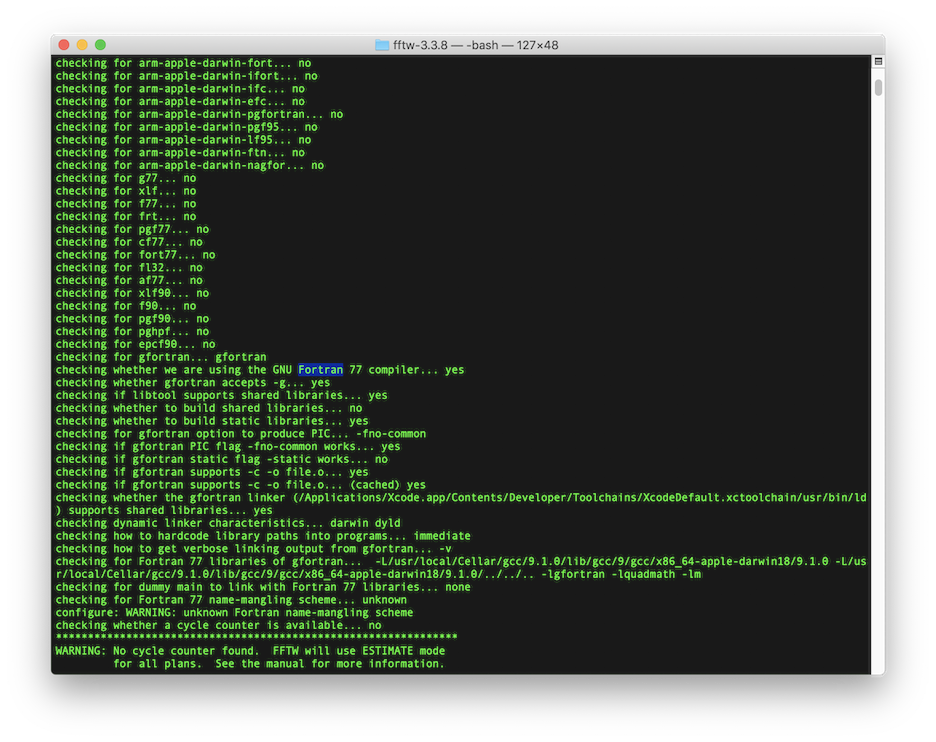 fftw-3.3.8 — -bash — 127×48
checking for arm-apple-darwin-fort... no
checking for arm-apple-darwin-ifort... no
checking for arm-apple-darwin-ifc... no
checking for arm-apple-darwin-efc... no
checking for arm-apple-darwin-pgfortran... no
checking for arm-apple-darwin-pgf95... no
checking for arm-apple-darwin-lf95... no
checking for arm-apple-darwin-ftn... no
checking for arm-apple-darwin-nagfor... no
checking for g77... no
checking for xlf... no
checking for f77... no
checking for frt... no
checking for pgf77... no
checking for cf77... no
checking for fort77... no
checking for fl32... no
checking for af77... no
checking for xlf90... no
checking for f90... no
checking for pgf90... no
checking for pghpf... no
checking for epcf90... no
checking for gfortran... gfortran
checking whether we are using the GNU Fortran 77 compiler... yes
checking whether gfortran accepts -g... yes
checking if libtool supports shared libraries... yes
checking whether to build shared libraries... no
checking whether to build static libraries... yes
checking for gfortran option to produce PIC... -fno-common
checking if gfortran PIC flag -fno-common works... yes
checking if gfortran static flag -static works... no
checking if gfortran supports -c -o file.o... yes
checking if gfortran supports -c -o file.o... (cached) yes
checking whether the gfortran linker (/Applications/Xcode.app/Contents/Developer/Toolchains/XcodeDefault.xctoolchain/usr/bin/ld
) supports shared libraries... yes
checking dynamic linker characteristics... darwin dyld
checking how to hardcode library paths into programs... immediate
checking how to get verbose linking output from gfortran... -v
checking for Fortran 77 libraries of gfortran...  -L/usr/local/Cellar/gcc/9.1.0/lib/gcc/9/gcc/x86_64-apple-darwin18/9.1.0 -L/us
r/local/Cellar/gcc/9.1.0/lib/gcc/9/gcc/x86_64-apple-darwin18/9.1.0/../../.. -lgfortran -lquadmath -lm
checking for dummy main to link with Fortran 77 libraries... none
checking for Fortran 77 name-mangling scheme... unknown
configure: WARNING: unknown Fortran name-mangling scheme
checking whether a cycle counter is available... no
***************************************************************
WARNING: No cycle counter found.  FFTW will use ESTIMATE mode
         for all plans.  See the manual for more information.